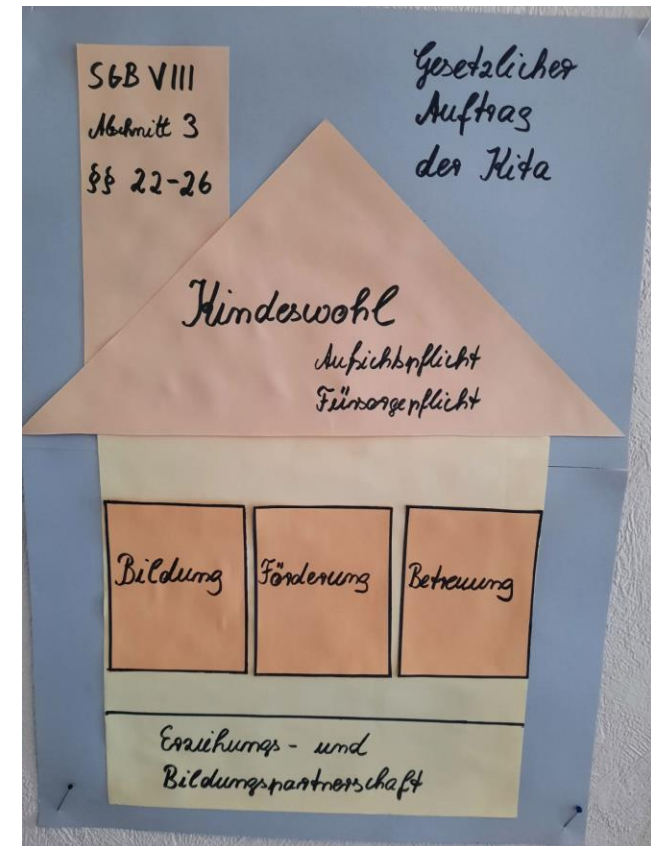 SGB VIII
Abschnitt 3
§§ 22-26
Gesetzlicher
Auftrag
der Kita
Kindeswohl
Aufsichtspflicht
Fürsorgepflicht
Bildung
Förderung
Betreuung
Erziehungs- und
Bildungspartnerschaft